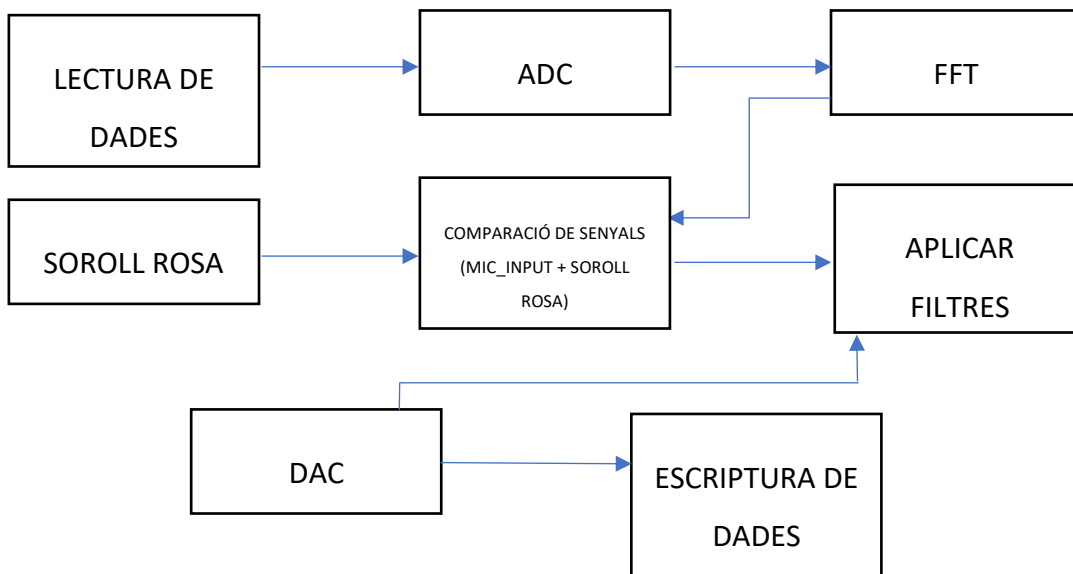 LECTURA DE
DADES
ADC
FFT
SOROLL ROSA
COMPARACIÓ DE SENYALS
(MIC_INPUT + SOROLL
ROSA)
APLICAR
FILTRES
DAC
ESCRIPTURA DE
DADES